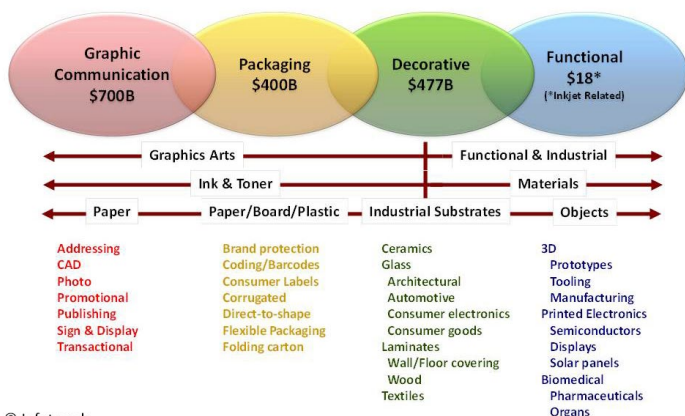 Graphic
Communication
$700B
Packaging
$400B
Decorative
$477B
Functional
$18*
(*Inkjet Related)
Graphics Arts
Functional & Industrial
Ink & Toner
Materials
Paper
Paper/Board/Plastic
Industrial Substrates
Objects
Addressing
CAD
Photo
Promotional
Publishing
Sign & Display
Transactional
Brand protection
Coding/Barcodes
Consumer Labels
Corrugated
Direct-to-shape
Flexible Packaging
Folding carton
Ceramics
Glass
Architectural
Automotive
Consumer electronics
Consumer goods
Laminates
Wall/Floor covering
Wood
Textiles
3D
Prototypes
Tooling
Manufacturing
Printed Electronics
Semiconductors
Displays
Solar panels
Biomedical
Pharmaceuticals
Organs